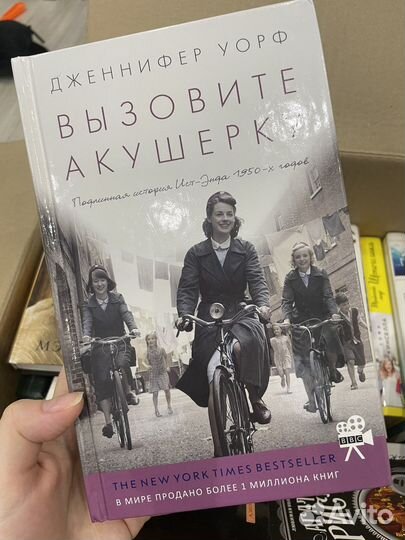 ДЖЕННИФЕР УОРФ
ВЫЗОВИТЕ
АКУШЕРКУ
Подлинная история Ист-Энда 1950-х годов
BBC
THE NEW YORK TIMES BESTSELLER
В МИРЕ ПРОДАНО БОЛЕЕ 1 МИЛЛИОНА КНИГ
Avito